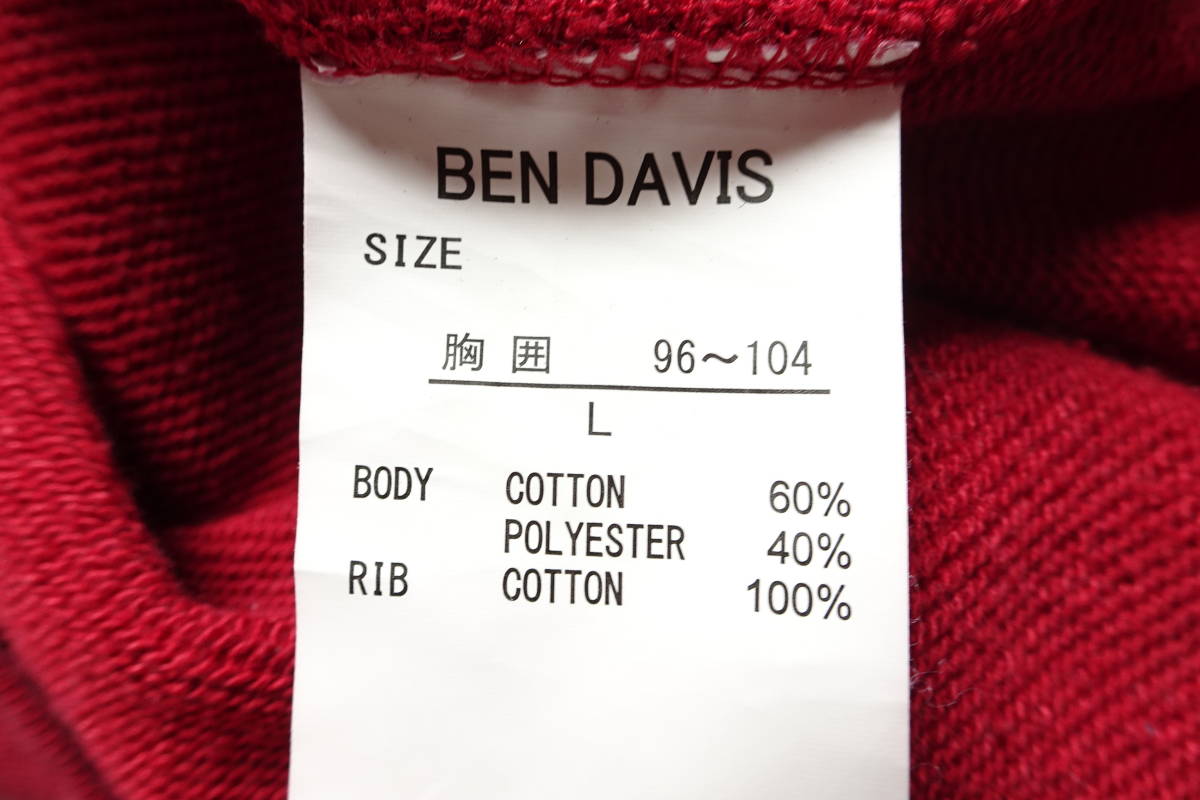 BEN DAVIS
SIZE
胸囲 96～104
L
BODY COTTON 60%
POLYESTER 40%
RIB COTTON 100%